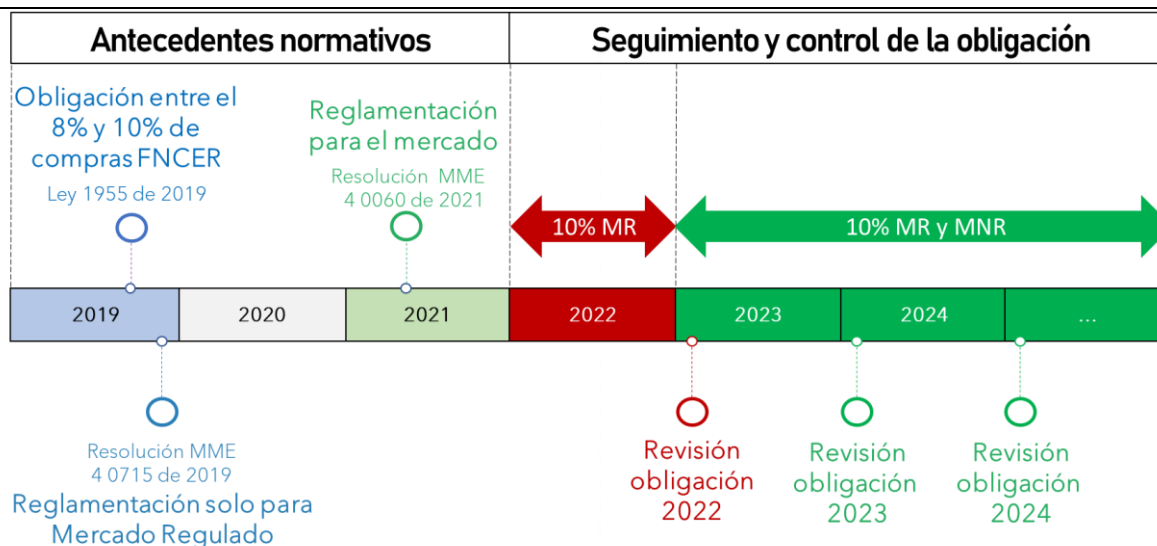 Antecedentes normativos
Seguimiento y control de la obligación
Obligación entre el
8% y 10% de
compras FNCER
Ley 1955 de 2019
Reglamentación
para el mercado
Resolución MME
4 0060 de 2021
10% MR
10% MR y MNR
2019
2020
2021
2022
2023
2024
...
Resolución MME
4 0715 de 2019
Reglamentación solo para
Mercado Regulado
Revisión
obligación
2022
Revisión
obligación
2023
Revisión
obligación
2024